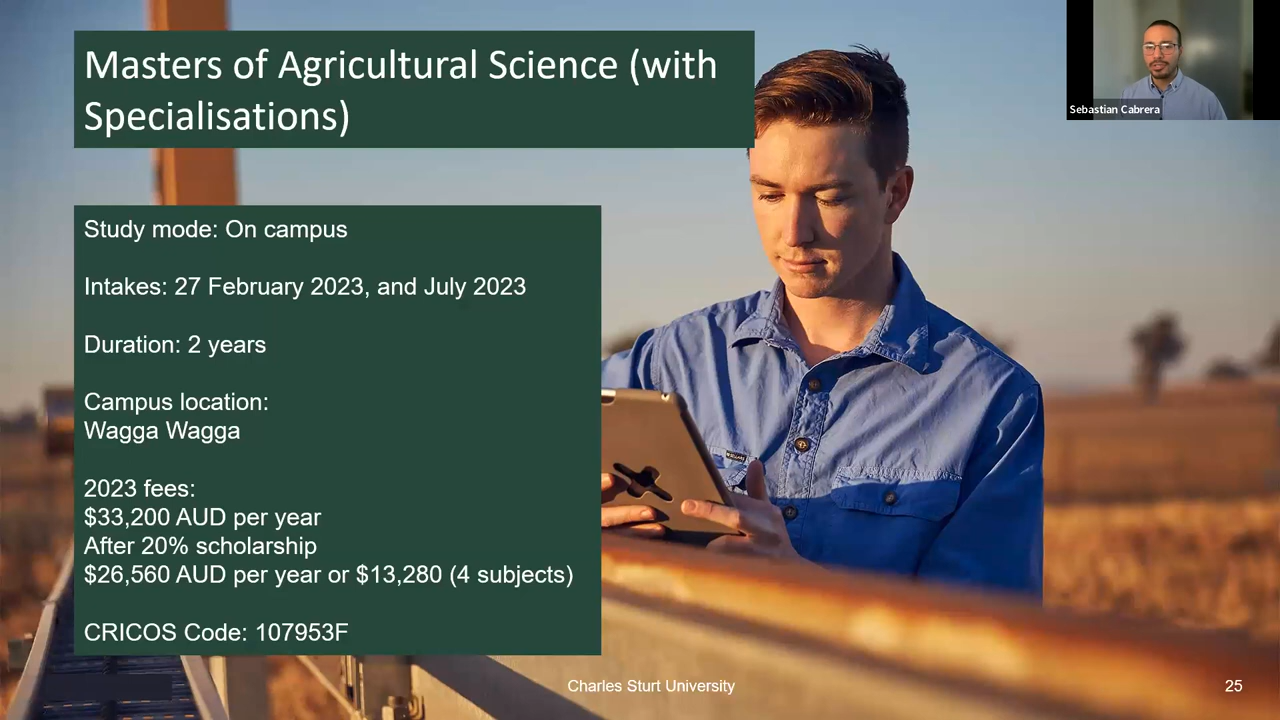 Masters of Agricultural Science (with
Specialisations)
Sebastian Cabrera
Study mode: On campus
Intakes: 27 February 2023, and July 2023
Duration: 2 years
Campus location:
Wagga Wagga
2023 fees:
$33,200 AUD per year
After 20% scholarship
$26,560 AUD per year or $13,280 (4 subjects)
CRICOS Code: 107953F
Charles Sturt University
25